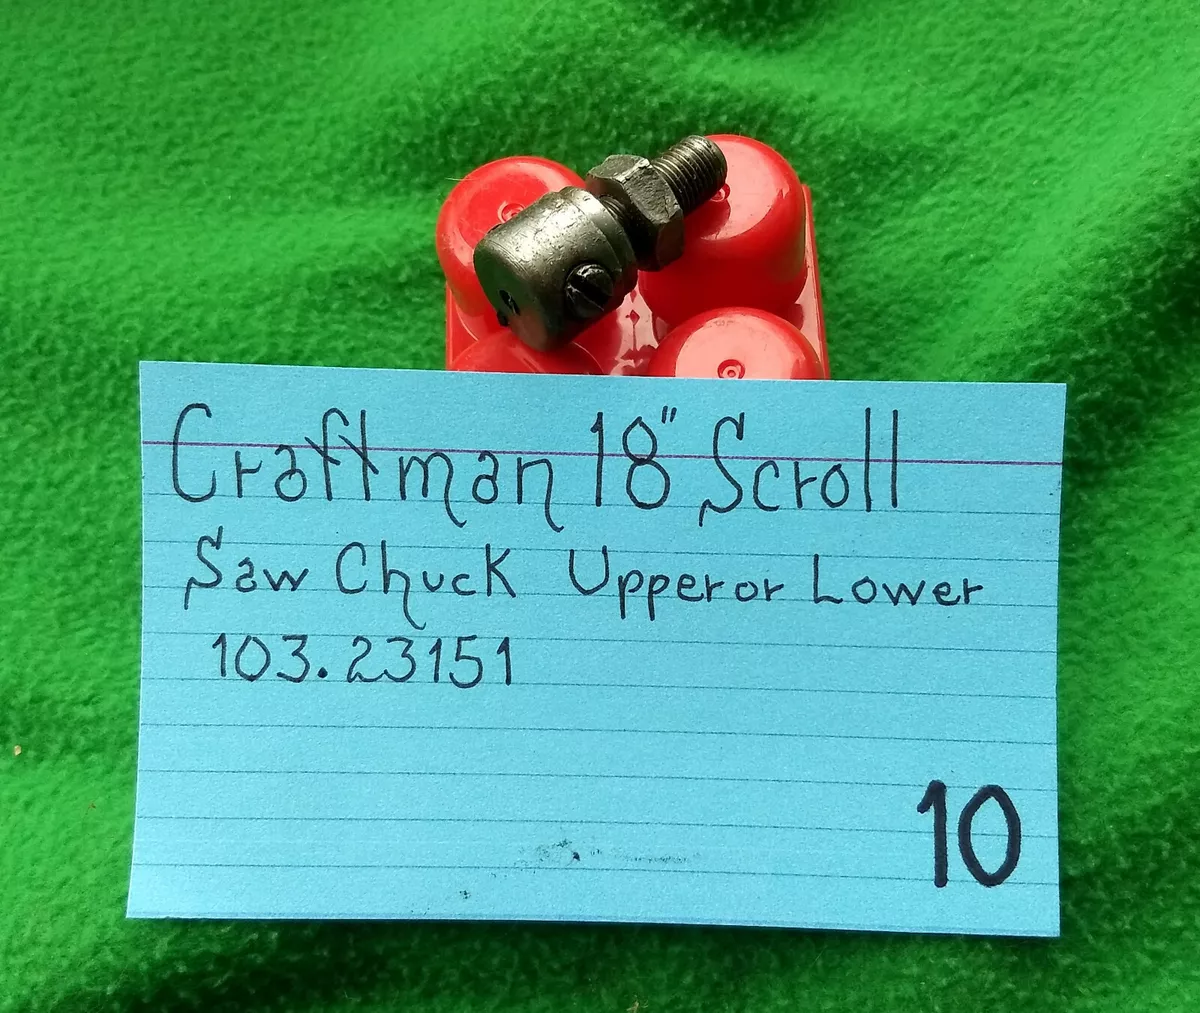 Craftman 18" Scroll
Saw Chuck Upper or Lower
103.23151
10